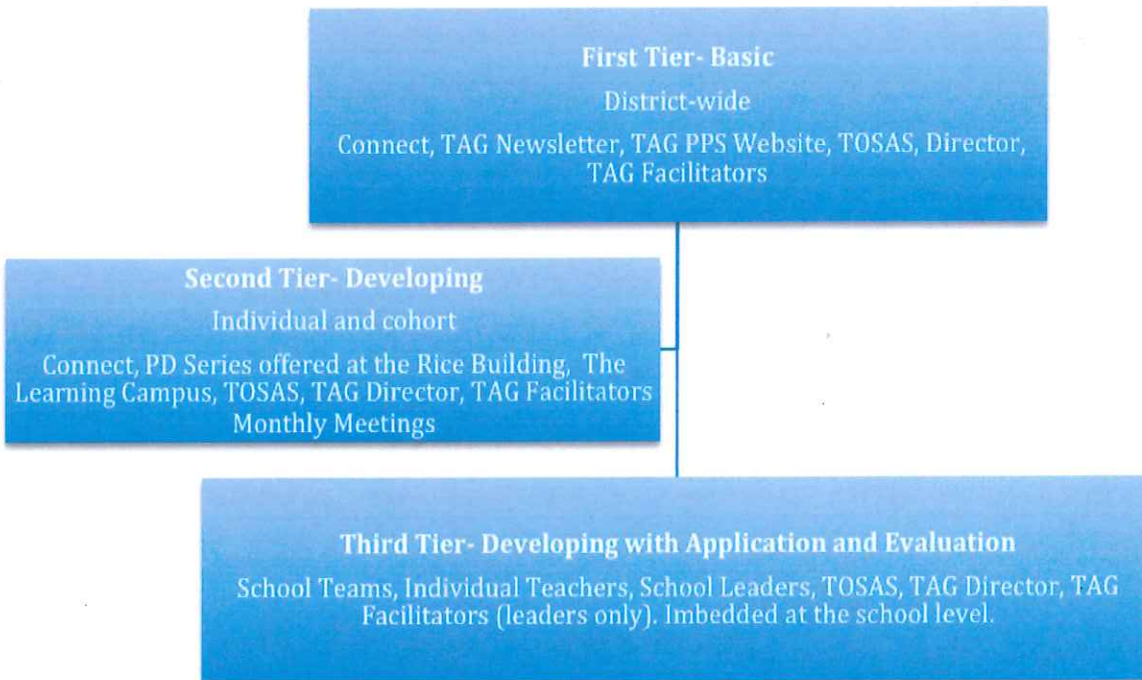 First Tier- Basic
District-wide
Connect, TAG Newsletter, TAG PPS Website, TOSAS, Director,
TAG Facilitators
Second Tier- Developing
Individual and cohort
Connect, PD Series offered at the Rice Building, The
Learning Campus, TOSAS, TAG Director, TAG Facilitators
Monthly Meetings
Third Tier- Developing with Application and Evaluation
School Teams, Individual Teachers, School Leaders, TOSAS, TAG Director, TAG
Facilitators (leaders only). Imbedded at the school level.